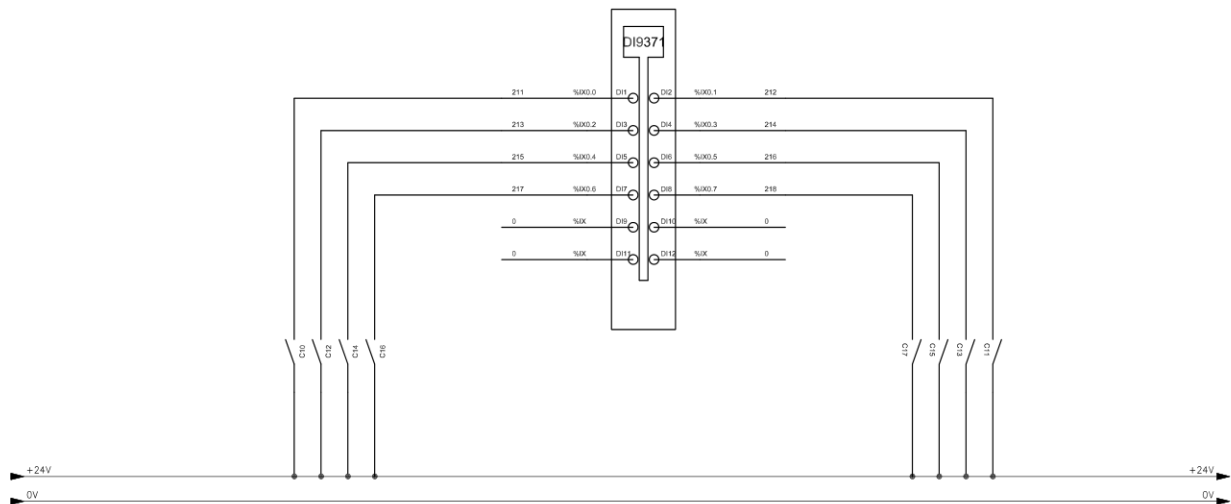 DI9371
211 %IX0.0 DI1 DI2 %IX0.1 212
213 %IX0.2 DI3 DI4 %IX0.3 214
215 %IX0.4 DI5 DI6 %IX0.5 216
217 %IX0.6 DI7 DI8 %IX0.7 218
0 %IX DI9 DI10 %IX 0
0 %IX DI11 DI12 %IX 0
C10 C12 C14 C16 C17 C15 C13 C11
+24V +24V
0V 0V